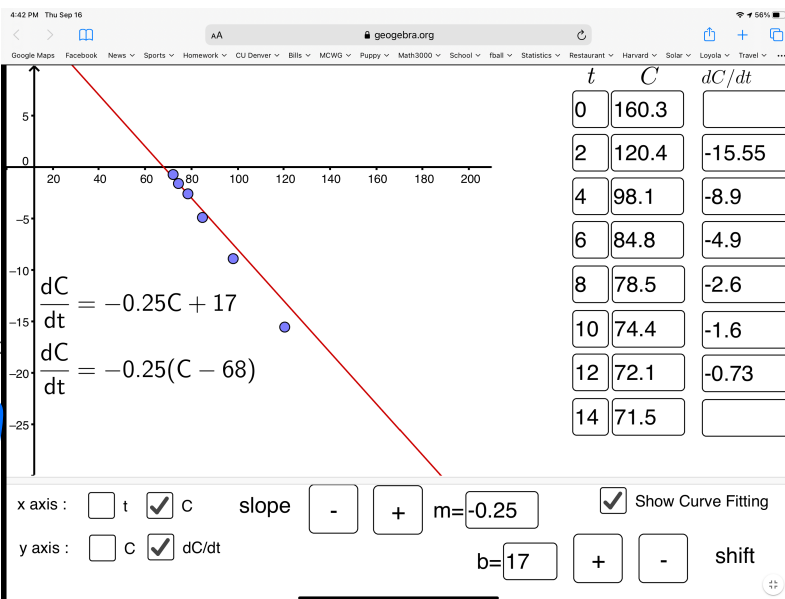 4:42 PM Thu Sep 16 56%
AA geogebra.org
Google Maps Facebook News Sports Homework CU Denver Bills MCWG Puppy Math3000 School fball Statistics Restaurant Harvard Solar Loyola Travel ...
t C dC/dt
0 160.3
2 120.4 -15.55
4 98.1 -8.9
6 84.8 -4.9
8 78.5 -2.6
10 74.4 -1.6
12 72.1 -0.73
14 71.5
5
0
20 40 60 80 100 120 140 160 180 200
-5
-10
-15
-20
-25
dC/dt = −0.25C + 17
dC/dt = −0.25(C − 68)
x axis : t C slope - + m=-0.25 Show Curve Fitting
y axis : C dC/dt b=17 + - shift